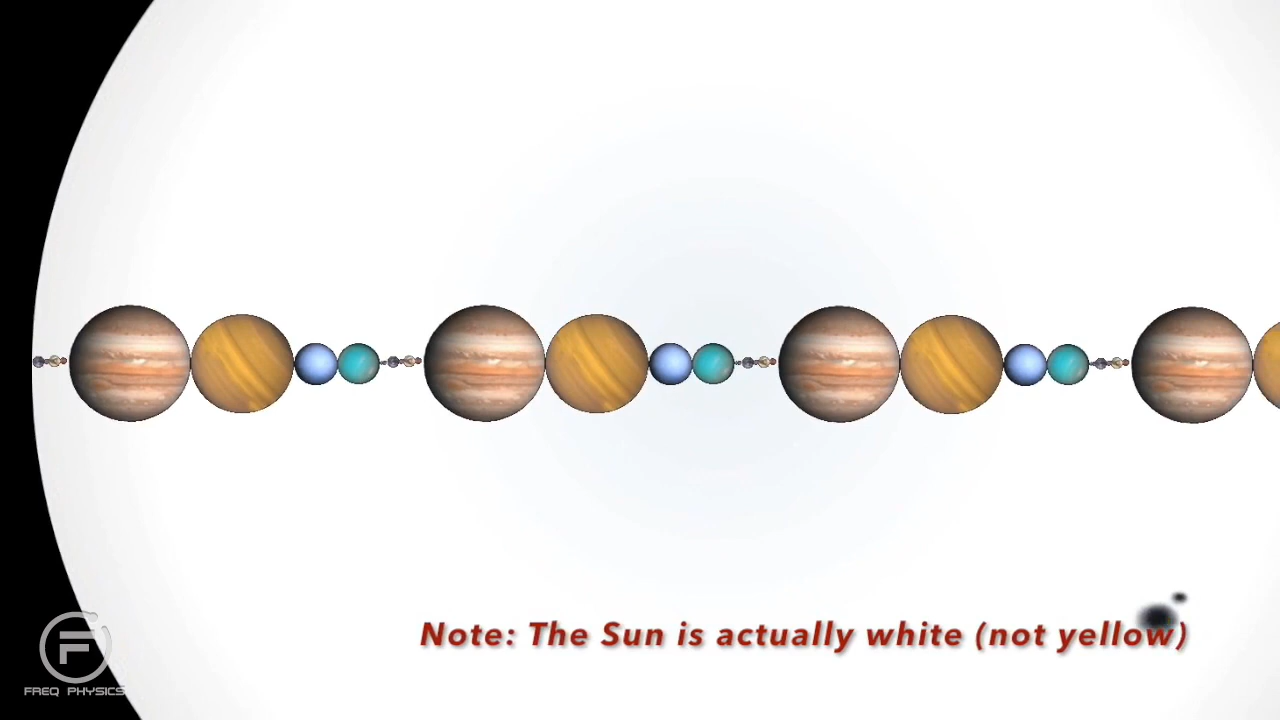 Note: The Sun is actually white (not yellow)
F
FREQ PHYSICS